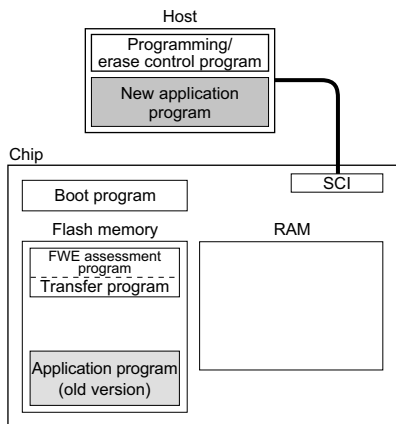 Host
Programming/
erase control program
New application
program
Chip
SCI
Boot program
Flash memory
RAM
FWE assessment
program
Transfer program
Application program
(old version)